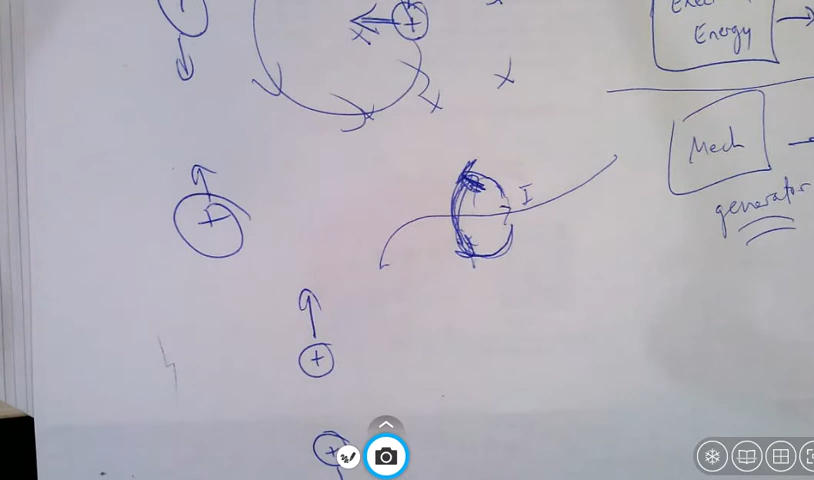 +
x
x
x
x
Energy
Mech
generator
I
+
+
+